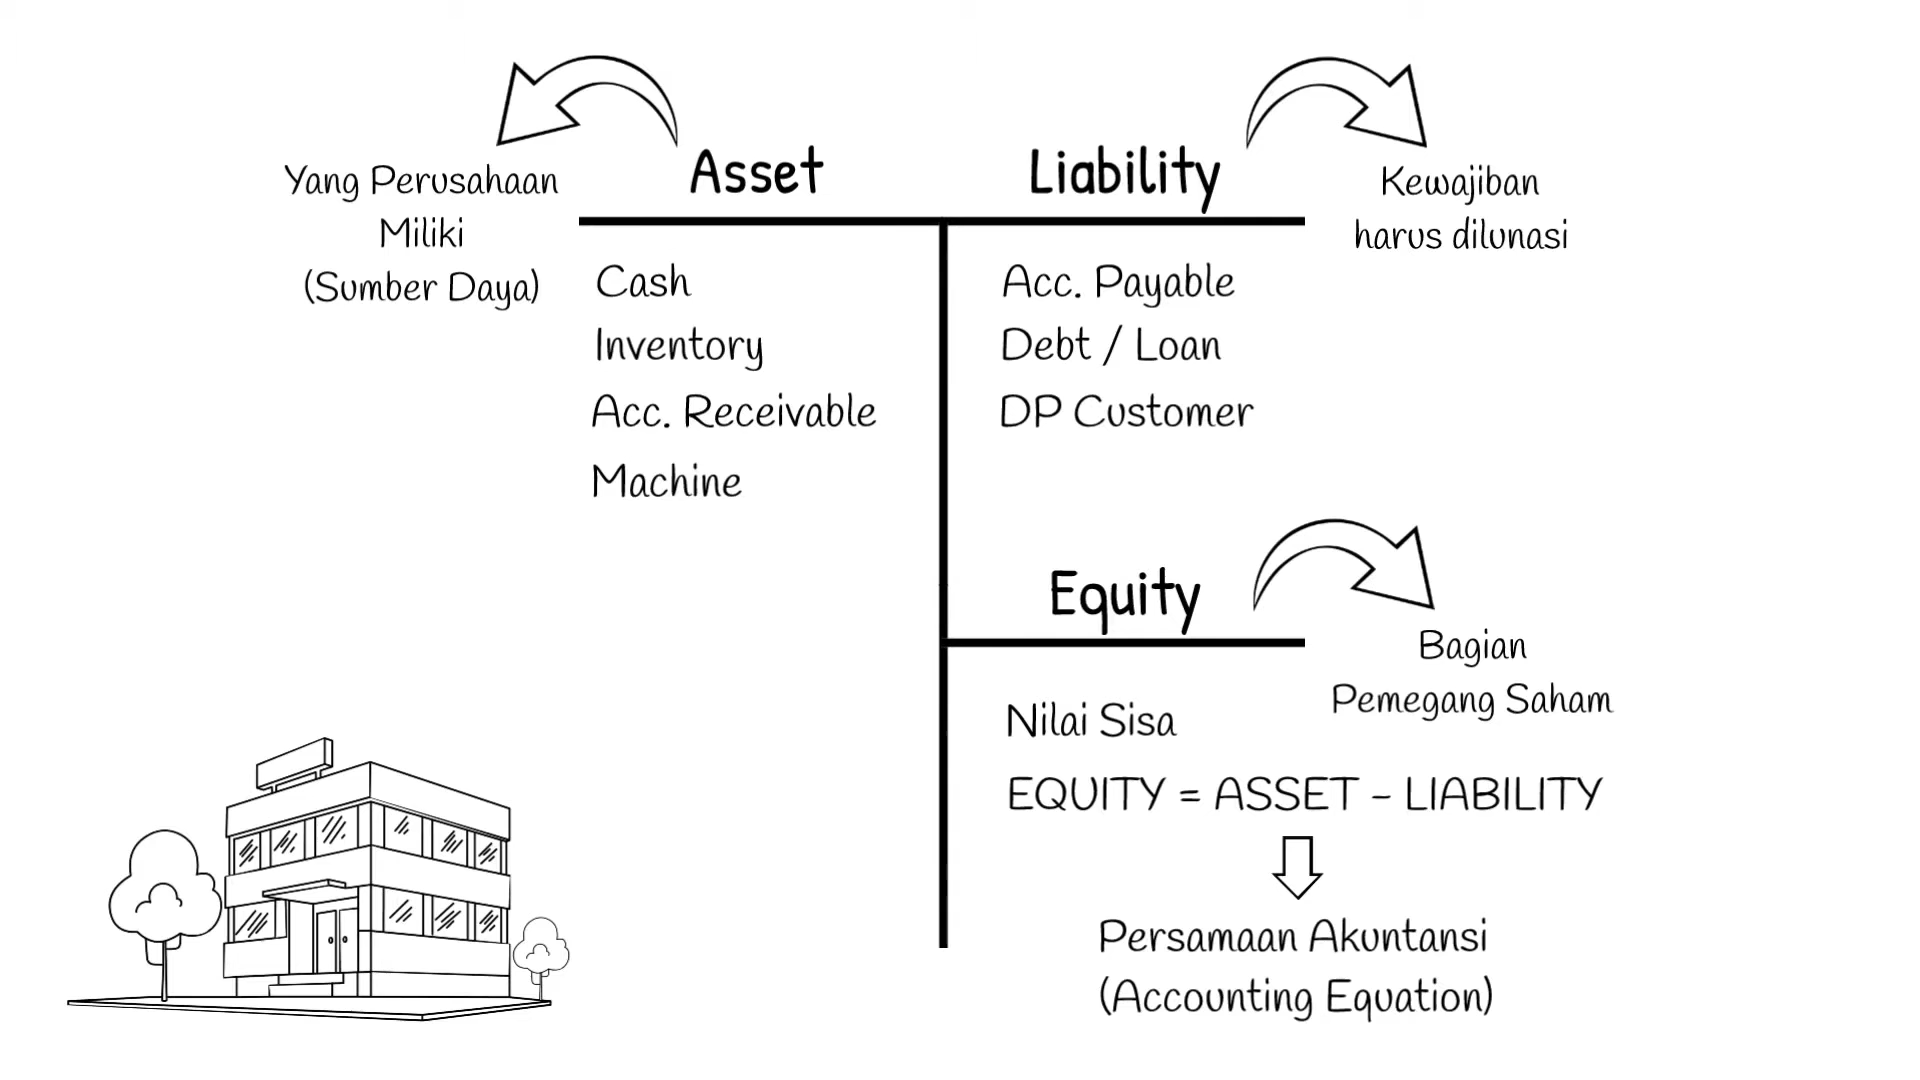 Asset
Yang Perusahaan
Miliki
(Sumber Daya)
Cash
Inventory
Acc. Receivable
Machine
Liability
Kewajiban
harus dilunasi
Acc. Payable
Debt / Loan
DP Customer
Equity
Bagian
Pemegang Saham
Nilai Sisa
EQUITY = ASSET - LIABILITY
Persamaan Akuntansi
(Accounting Equation)